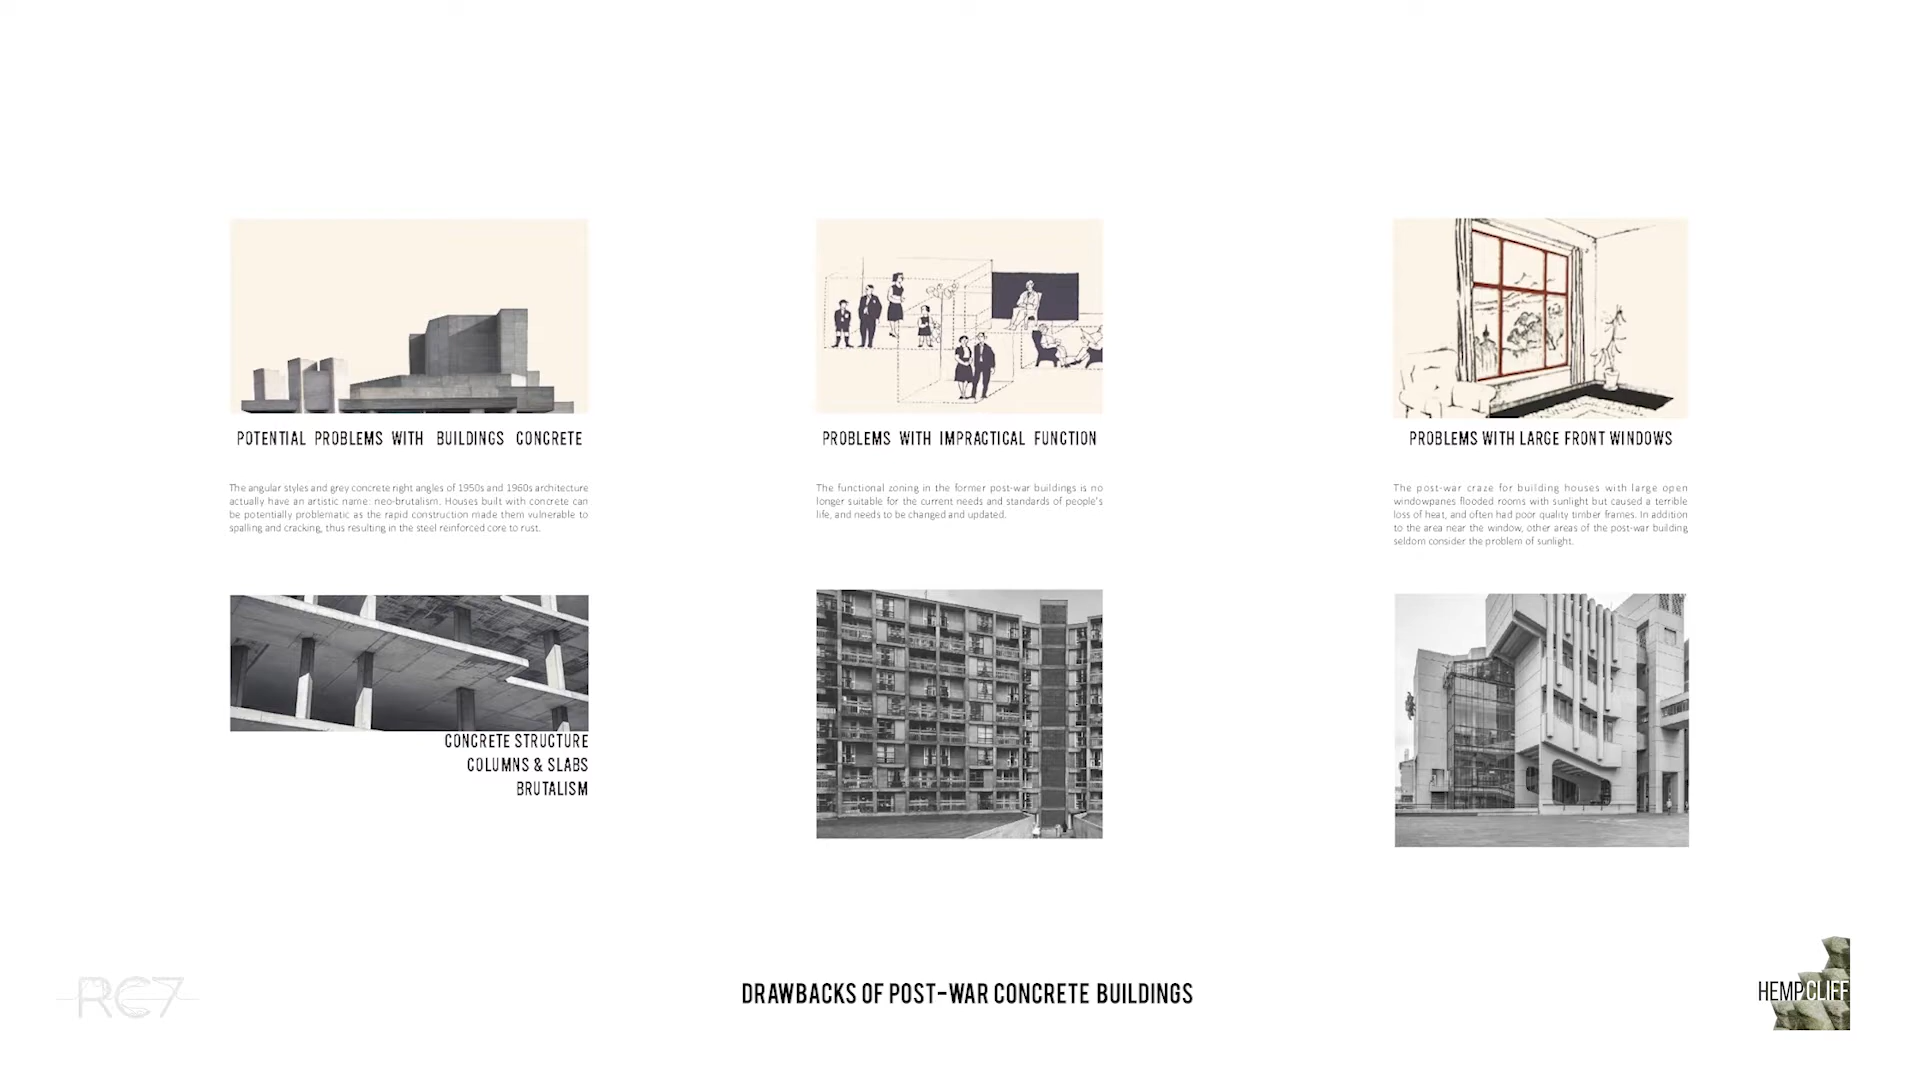 POTENTIAL PROBLEMS WITH BUILDINGS CONCRETE
The angular styles and grey concrete right angles of 1950s and 1960s architecture
actually have an artistic name: neo-brutalism. Houses built with concrete can
be potentially problematic as the rapid construction made them vulnerable to
spalling and cracking, thus resulting in the steel reinforced core to rust.
CONCRETE STRUCTURE
COLUMNS & SLABS
BRUTALISM
PROBLEMS WITH IMPRACTICAL FUNCTION
The functional zoning in the former post-war buildings is no
longer suitable for the current needs and standards of people's
life, and needs to be changed and updated.
PROBLEMS WITH LARGE FRONT WINDOWS
The post-war craze for building houses with large open
windowpanes flooded rooms with sunlight but caused a terrible
loss of heat, and often had poor quality timber frames. In addition
to the area near the window, other areas of the post-war building
seldom consider the problem of sunlight.
RC7
DRAWBACKS OF POST-WAR CONCRETE BUILDINGS
HEMPCLIFF